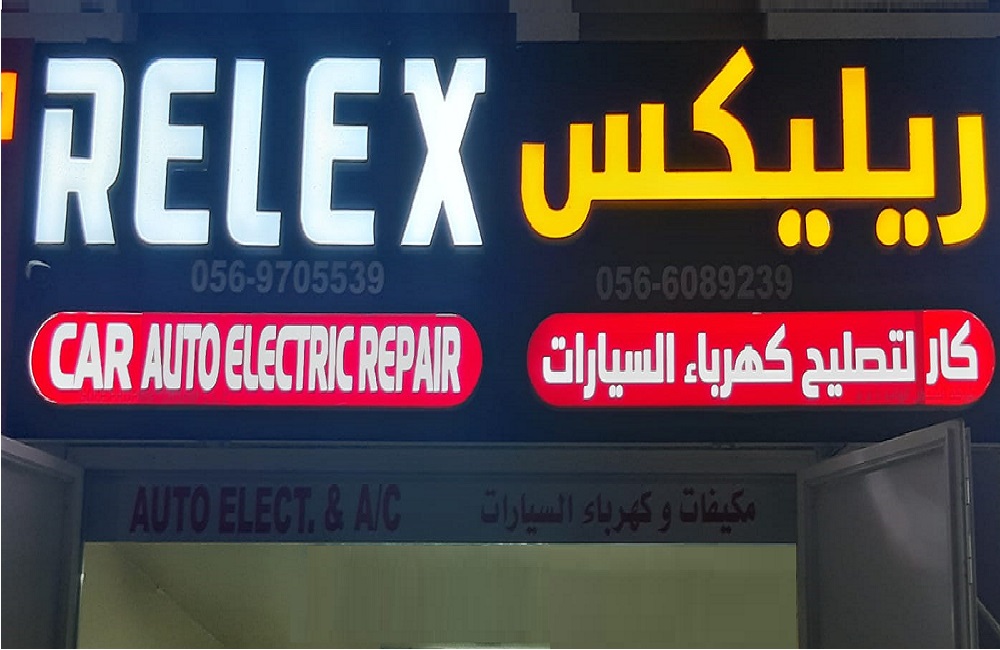 RELEX
ريليكس
056-9705539
056-6089239
CAR AUTO ELECTRIC REPAIR
كار لتصليح كهرباء السيارات
AUTO ELECT. & A/C
مكيفات و كهرباء السيارات